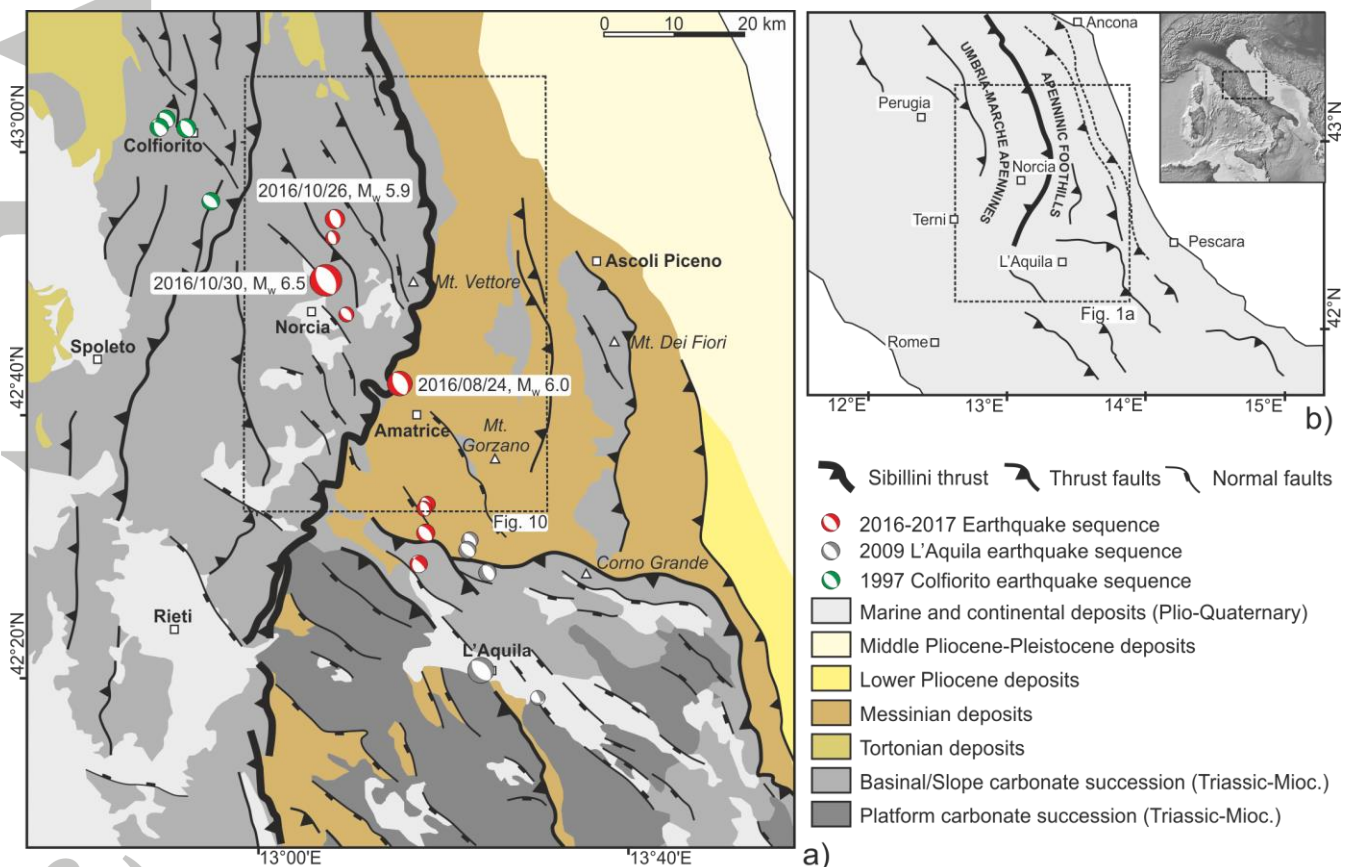 0 10 20 km
43°00'N
42°40'N
42°20'N
Colfiorito
2016/10/26, Mw 5.9
2016/10/30, Mw 6.5
Mt. Vettore
Ascoli Piceno
Norcia
Spoleto
Mt. Dei Fiori
2016/08/24, Mw 6.0
Amatrice
Mt.
Gorzano
Fig. 10
Corno Grande
Rieti
L'Aquila
13°00'E
13°40'E
a)
Ancona
UMBRIA-MARCHE APENNINES
APENNINIC FOOTHILLS
Perugia
43°N
Norcia
Terni
Pescara
L'Aquila
42°N
Fig. 1a
Rome
12°E
13°E
14°E
15°E
b)
Sibillini thrust
Thrust faults
Normal faults
2016-2017 Earthquake sequence
2009 L'Aquila earthquake sequence
1997 Colfiorito earthquake sequence
Marine and continental deposits (Plio-Quaternary)
Middle Pliocene-Pleistocene deposits
Lower Pliocene deposits
Messinian deposits
Tortonian deposits
Basinal/Slope carbonate succession (Triassic-Mioc.)
Platform carbonate succession (Triassic-Mioc.)